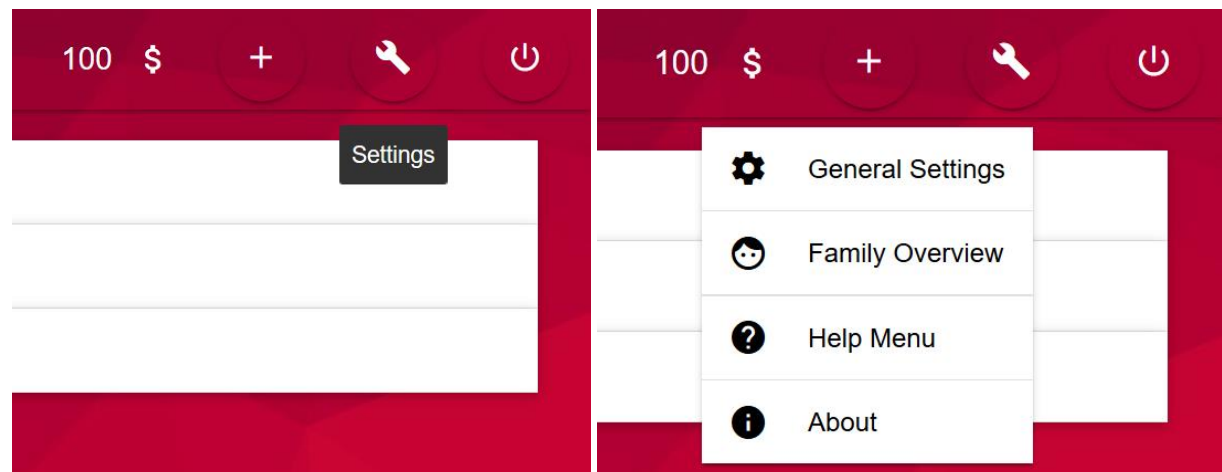 100 $ +
Settings
100 $ +
General Settings
Family Overview
Help Menu
About